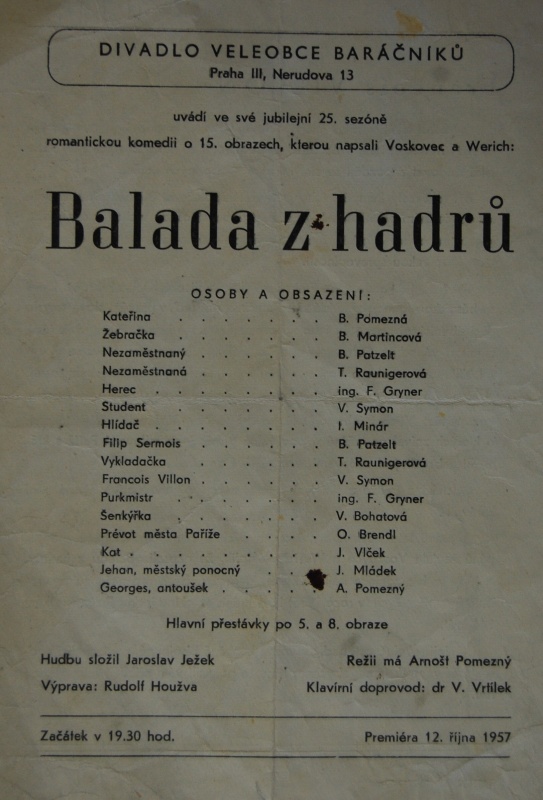 DIVADLO VELEOBCE BARÁČNÍKŮ
Praha III, Nerudova 13
uvádí ve své jubilejní 25. sezóně
romantickou komedii o 15. obrazech, kterou napsali Voskovec a Werich:
Balada z hadrů
OSOBY A OBSAZENÍ:
Kateřina . . . . . . . B. Pomezná
Žebračka . . . . . . . B. Martincová
Nezaměstnaný . . . . . . B. Patzelt
Nezaměstnaná . . . . . . T. Raunigerová
Herec . . . . . . . . ing. F. Gryner
Student . . . . . . . V. Symon
Hlídač . . . . . . . . I. Minár
Filip Sermois . . . . . . B. Patzelt
Vykladačka . . . . . . T. Raunigerová
Francois Villon . . . . . . V. Symon
Purkmistr . . . . . . . ing. F. Gryner
Šenkýřka . . . . . . . V. Bohatová
Prévot města Paříže . . . . O. Brendl
Kat . . . . . . . . . J. Vlček
Jehan, městský ponocný . . . J. Mládek
Georges, antoušek . . . . . A. Pomezný
Hlavní přestávky po 5. a 8. obraze
Hudbu složil Jaroslav Ježek Režii má Arnošt Pomezný
Výprava: Rudolf Houžva Klavírní doprovod: dr V. Vrtílek
Začátek v 19.30 hod. Premiéra 12. října 1957